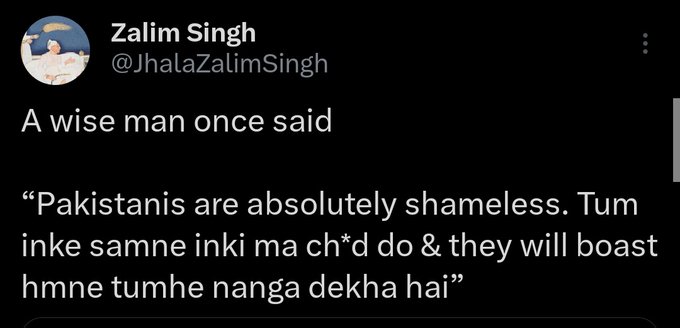 Zalim Singh
@JhalaZalimSingh
A wise man once said
“Pakistanis are absolutely shameless. Tum
inke samne inki ma ch*d do & they will boast
hmne tumhe nanga dekha hai”